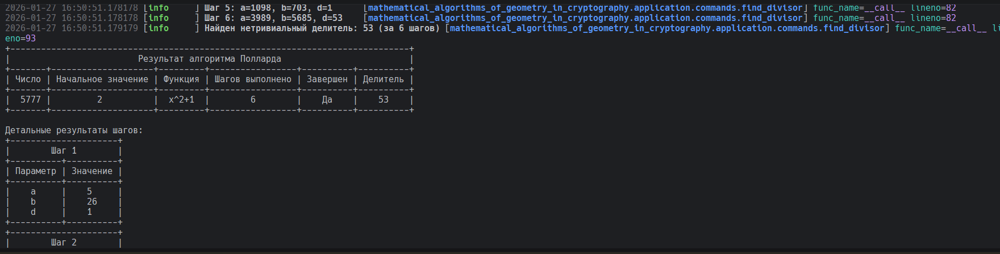 2026-01-27 16:50:51.178178 [info     ] Шаг 5: a=1098, b=703, d=1      [mathematical_algorithms_of_geometry_in_cryptography.application.commands.find_divisor] func_name=__call__ lineno=82
2026-01-27 16:50:51.178178 [info     ] Шаг 6: a=3989, b=5685, d=53    [mathematical_algorithms_of_geometry_in_cryptography.application.commands.find_divisor] func_name=__call__ lineno=82
2026-01-27 16:50:51.179179 [info     ] Найден нетривиальный делитель: 53 (за 6 шагов) [mathematical_algorithms_of_geometry_in_cryptography.application.commands.find_divisor] func_name=__call__ li
eno=93
+------------------------------------------------------------------------------+
|                         Результат алгоритма Полларда                         |
+-------+--------------------+---------+-----------------+----------+----------+
| Число | Начальное значение | Функция | Шагов выполнено | Завершен | Делитель |
+-------+--------------------+---------+-----------------+----------+----------+
|  5777 |         2          |  x^2+1  |        6        |    Да    |    53    |
+-------+--------------------+---------+-----------------+----------+----------+
Детальные результаты шагов:
+---------------------+
|        Шаг 1        |
+----------+----------+
| Параметр | Значение |
+----------+----------+
|    a     |    5     |
|    b     |    26    |
|    d     |    1     |
+----------+----------+
+---------------------+
|        Шаг 2        |